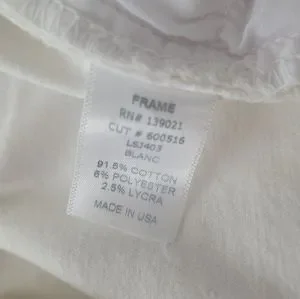 FRAME
RN# 139021
CUT # 600516
LSJ403
BLANC
91.5% COTTON
6% POLYESTER
2.5% LYCRA
MADE IN USA